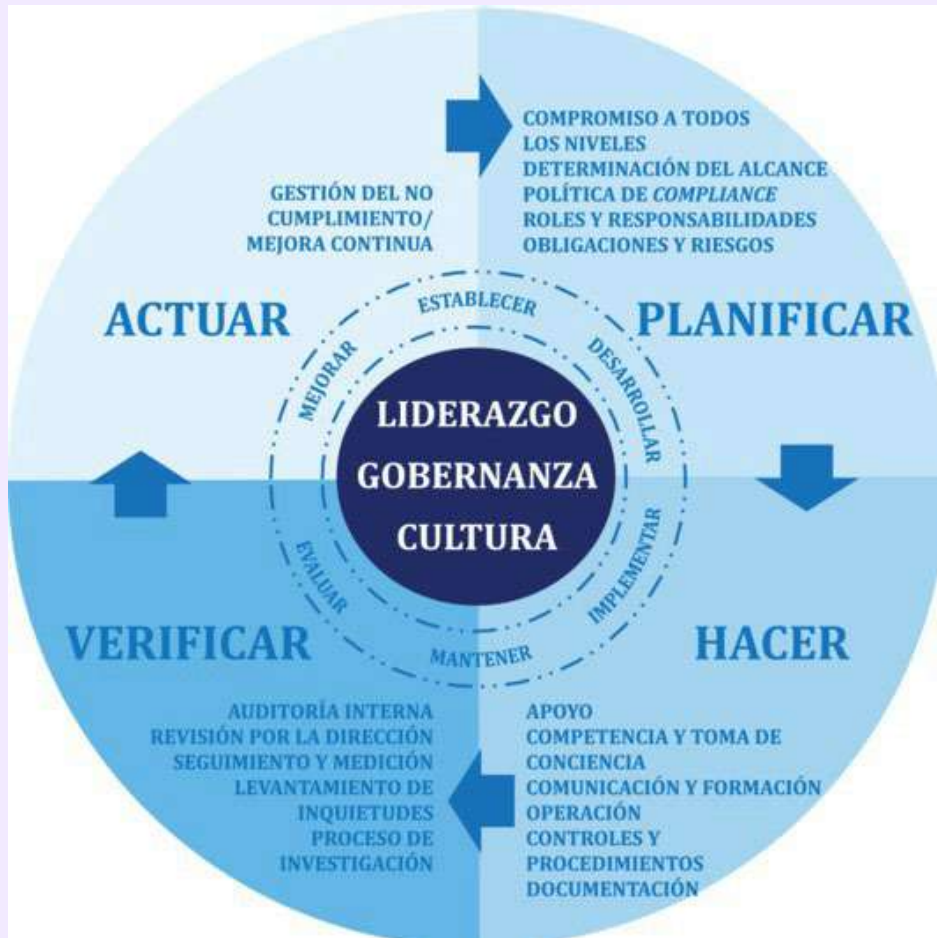 COMPROMISO A TODOS
LOS NIVELES
DETERMINACIÓN DEL ALCANCE
POLÍTICA DE COMPLIANCE
ROLES Y RESPONSABILIDADES
OBLIGACIONES Y RIESGOS
PLANIFICAR
GESTIÓN DEL NO
CUMPLIMIENTO/
MEJORA CONTINUA
ACTUAR
ESTABLECER
DESARROLLAR
IMPLEMENTAR
MANTENER
EVALUAR
MEJORAR
LIDERAZGO
GOBERNANZA
CULTURA
HACER
APOYO
COMPETENCIA Y TOMA DE
CONCIENCIA
COMUNICACIÓN Y FORMACIÓN
OPERACIÓN
CONTROLES Y
PROCEDIMIENTOS
DOCUMENTACIÓN
VERIFICAR
AUDITORÍA INTERNA
REVISIÓN POR LA DIRECCIÓN
SEGUIMIENTO Y MEDICIÓN
LEVANTAMIENTO DE
INQUIETUDES
PROCESO DE
INVESTIGACIÓN